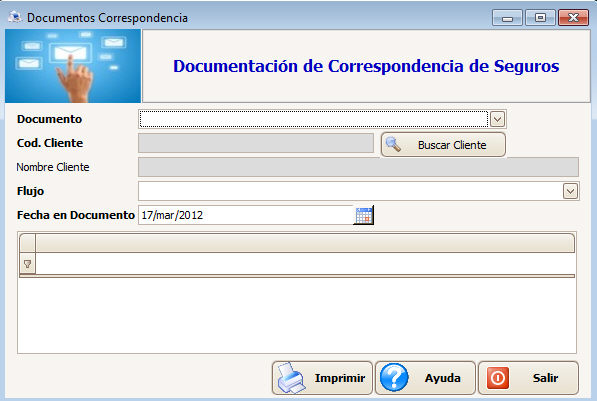 Documentos Correspondencia
Documentación de Correspondencia de Seguros
Documento
Cod. Cliente
Buscar Cliente
Nombre Cliente
Flujo
Fecha en Documento 17/mar/2012
Imprimir Ayuda Salir